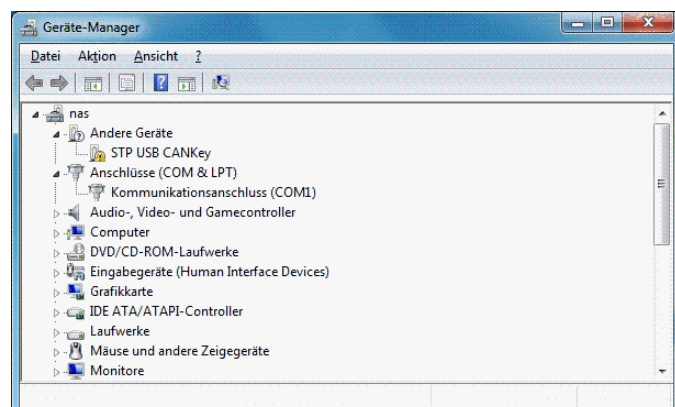 Geräte-Manager
Datei Aktion Ansicht ?
nas
Andere Geräte
STP USB CANKey
Anschlüsse (COM & LPT)
Kommunikationsanschluss (COM1)
Audio-, Video- und Gamecontroller
Computer
DVD/CD-ROM-Laufwerke
Eingabegeräte (Human Interface Devices)
Grafikkarte
IDE ATA/ATAPI-Controller
Laufwerke
Mäuse und andere Zeigegeräte
Monitore